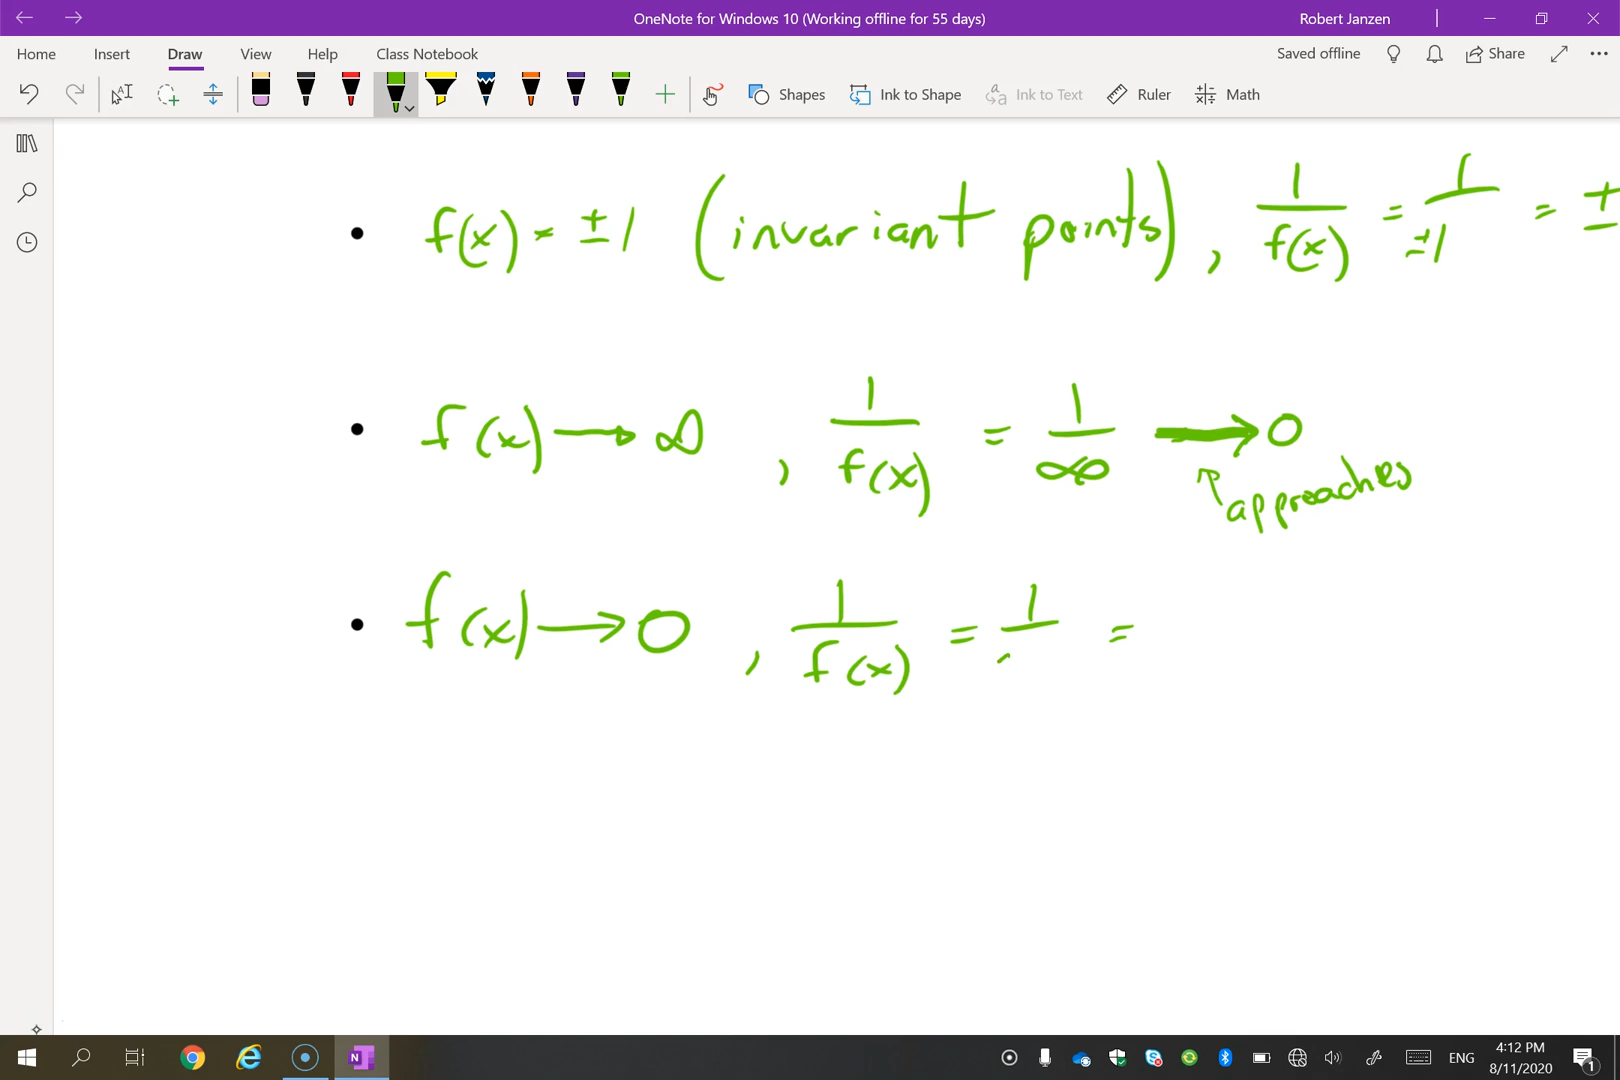 OneNote for Windows 10 (Working offline for 55 days)
Robert Janzen
Home Insert Draw View Help Class Notebook
Saved offline Share
Shapes Ink to Shape Ink to Text Ruler Math
• f(x) = ±1 (invariant points), 1/f(x) = 1/±1 = ±
• f(x) → ∞, 1/f(x) = 1/∞ → 0
approaches
• f(x) → 0, 1/f(x) = 1/ =
ENG
4:12 PM
8/11/2020
1